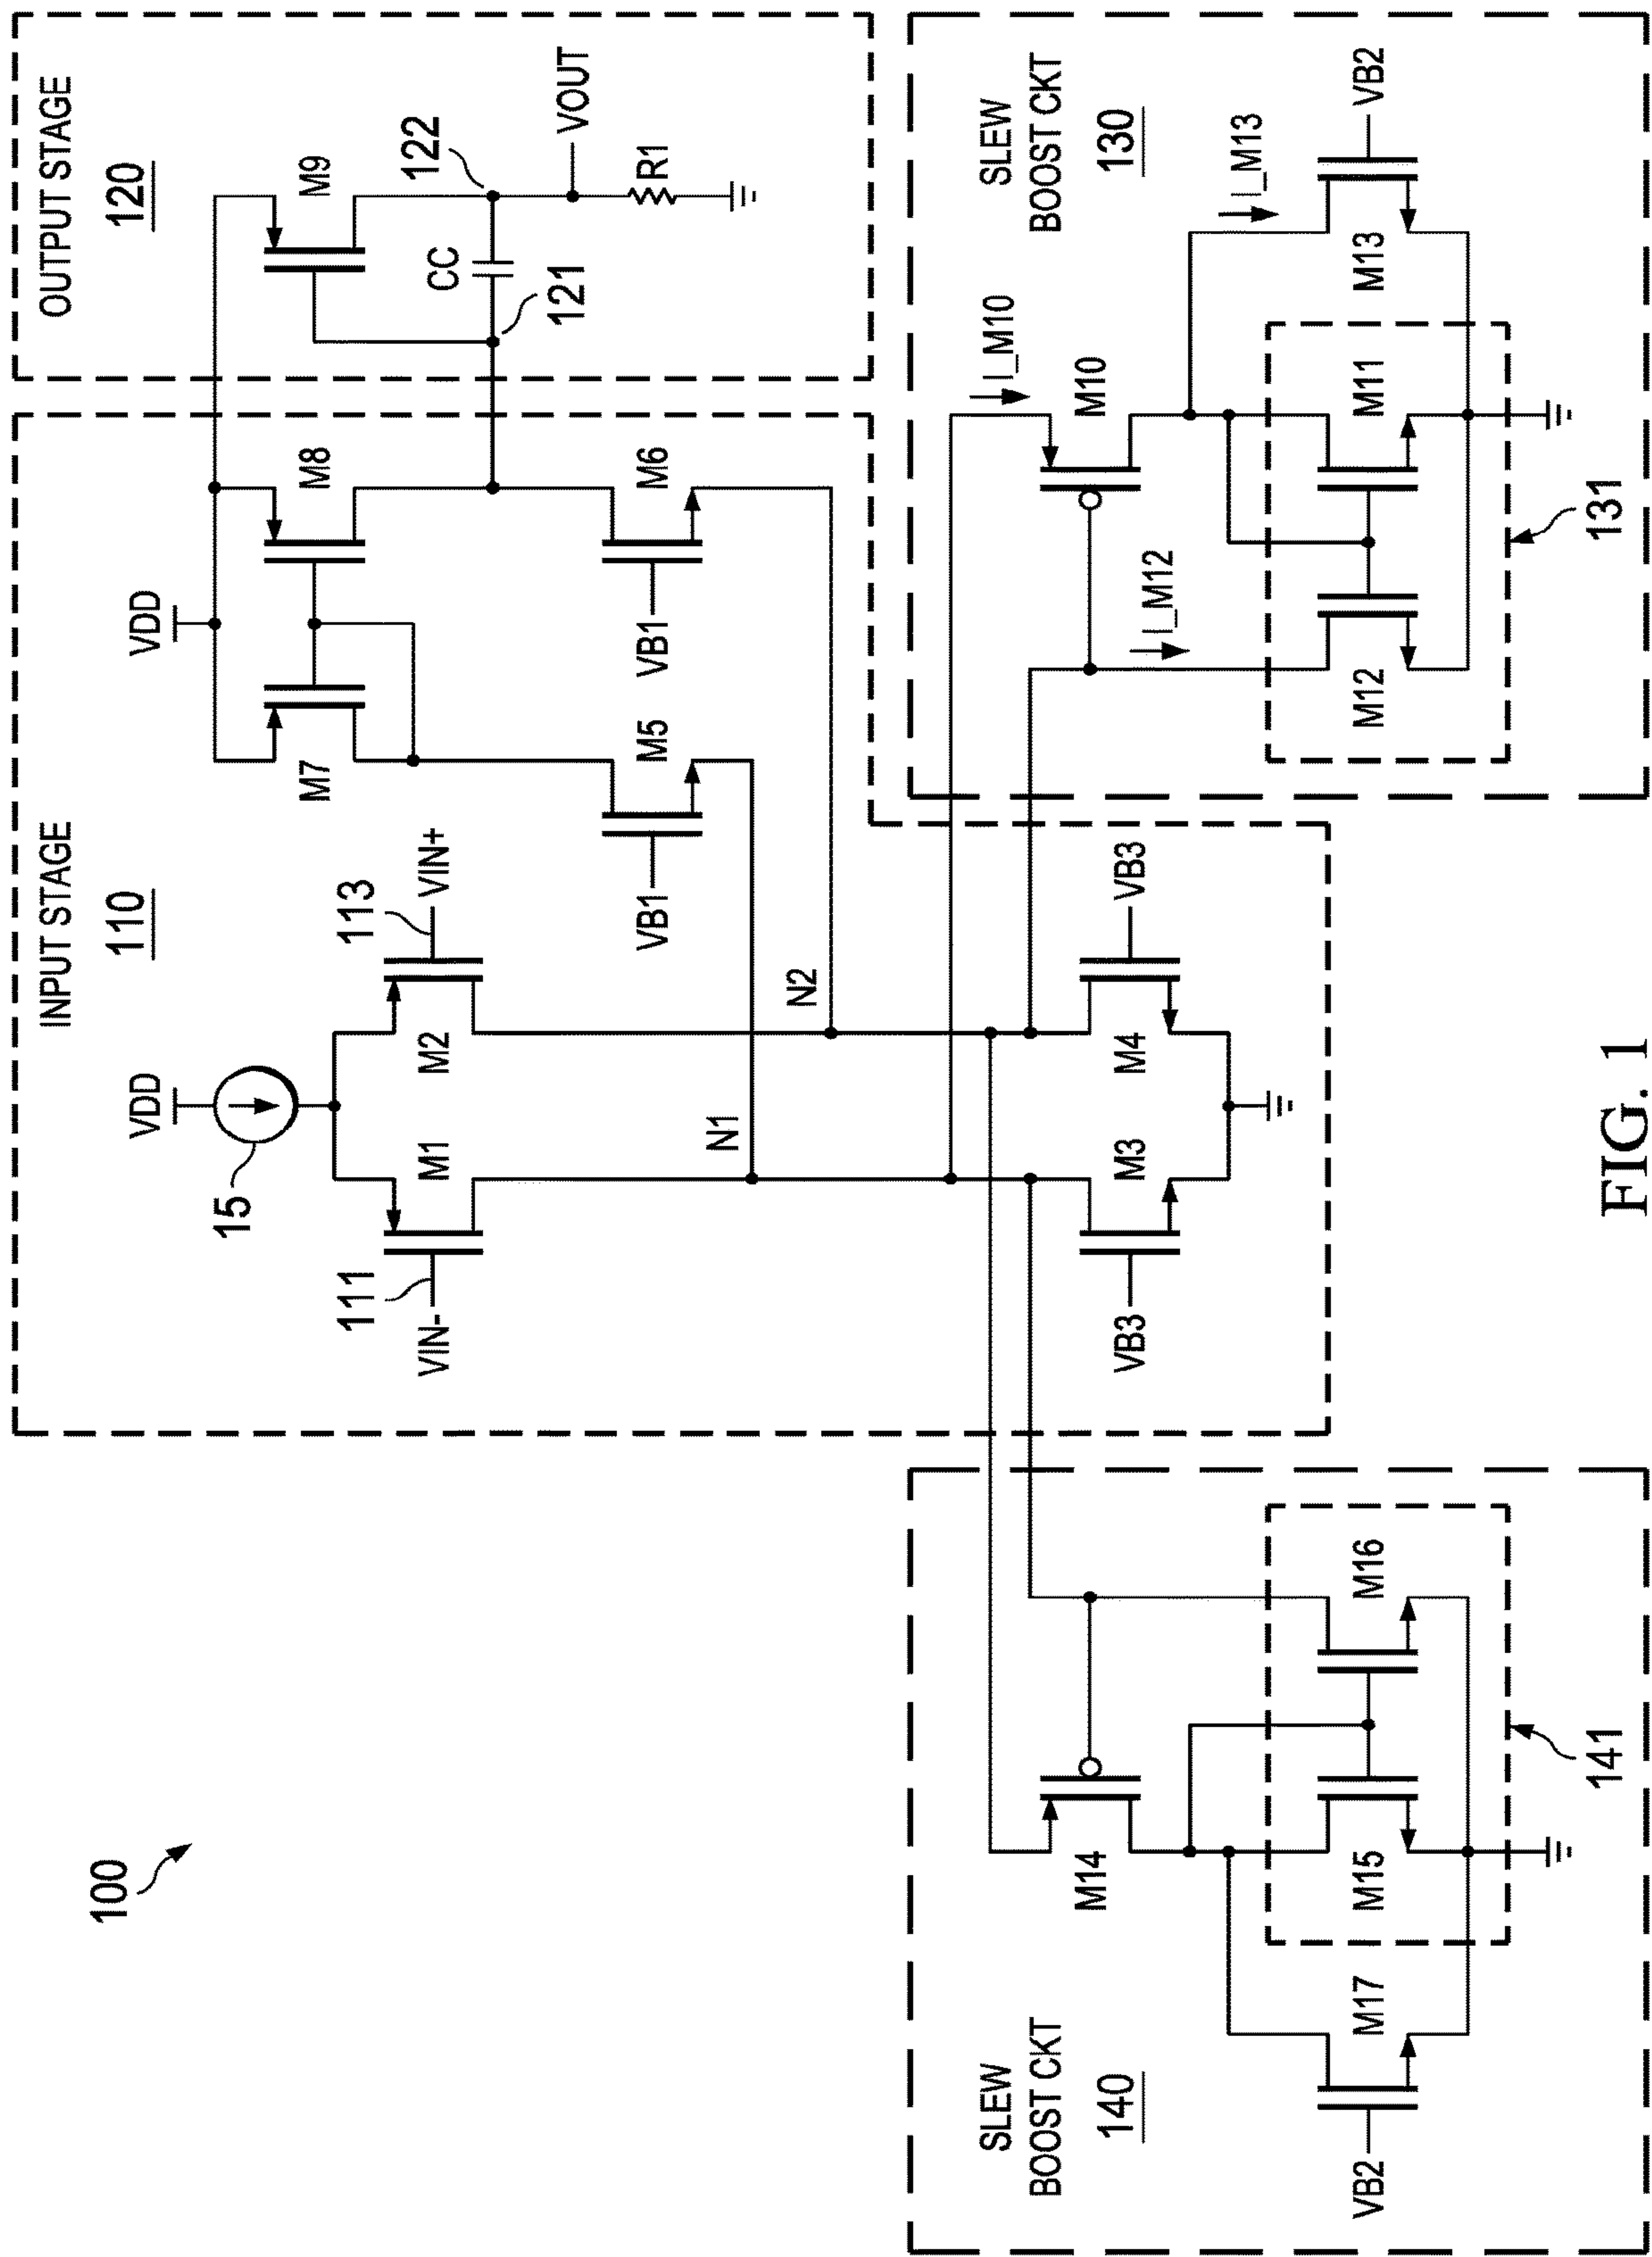 100
INPUT STAGE
110
OUTPUT STAGE
120
VDD
VDD
15
M7
M8
M9
111
VIN-
M1
M2
113
VIN+
VB1
M5
VB1
M6
CC
121
122
VOUT
R1
N1
N2
VB3
M3
M4
VB3
SLEW
BOOST CKT
140
M14
VB2
M17
M15
M16
141
SLEW
BOOST CKT
130
I_M10
M10
I_M12
I_M13
M12
M11
M13
VB2
131
FIG. 1